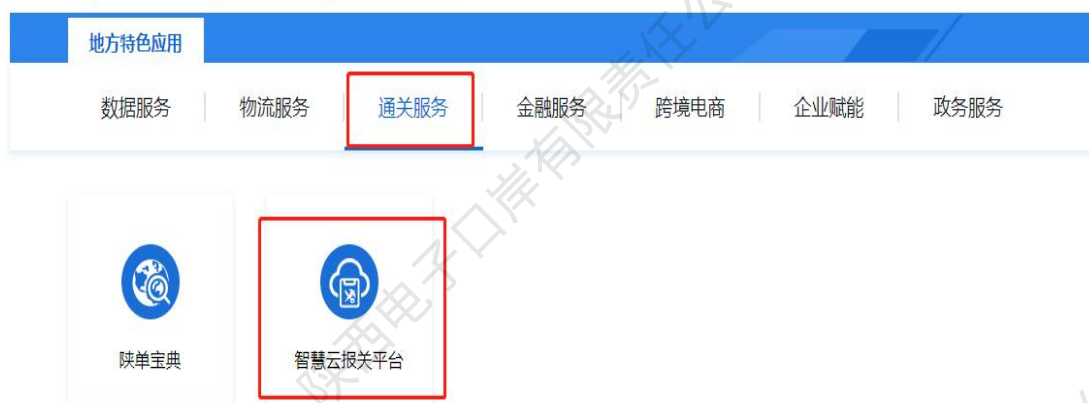 地方特色应用
数据服务 物流服务 通关服务 金融服务 跨境电商 企业赋能 政务服务
陕单宝典 智慧云报关平台
陕西电子口岸有限责任公